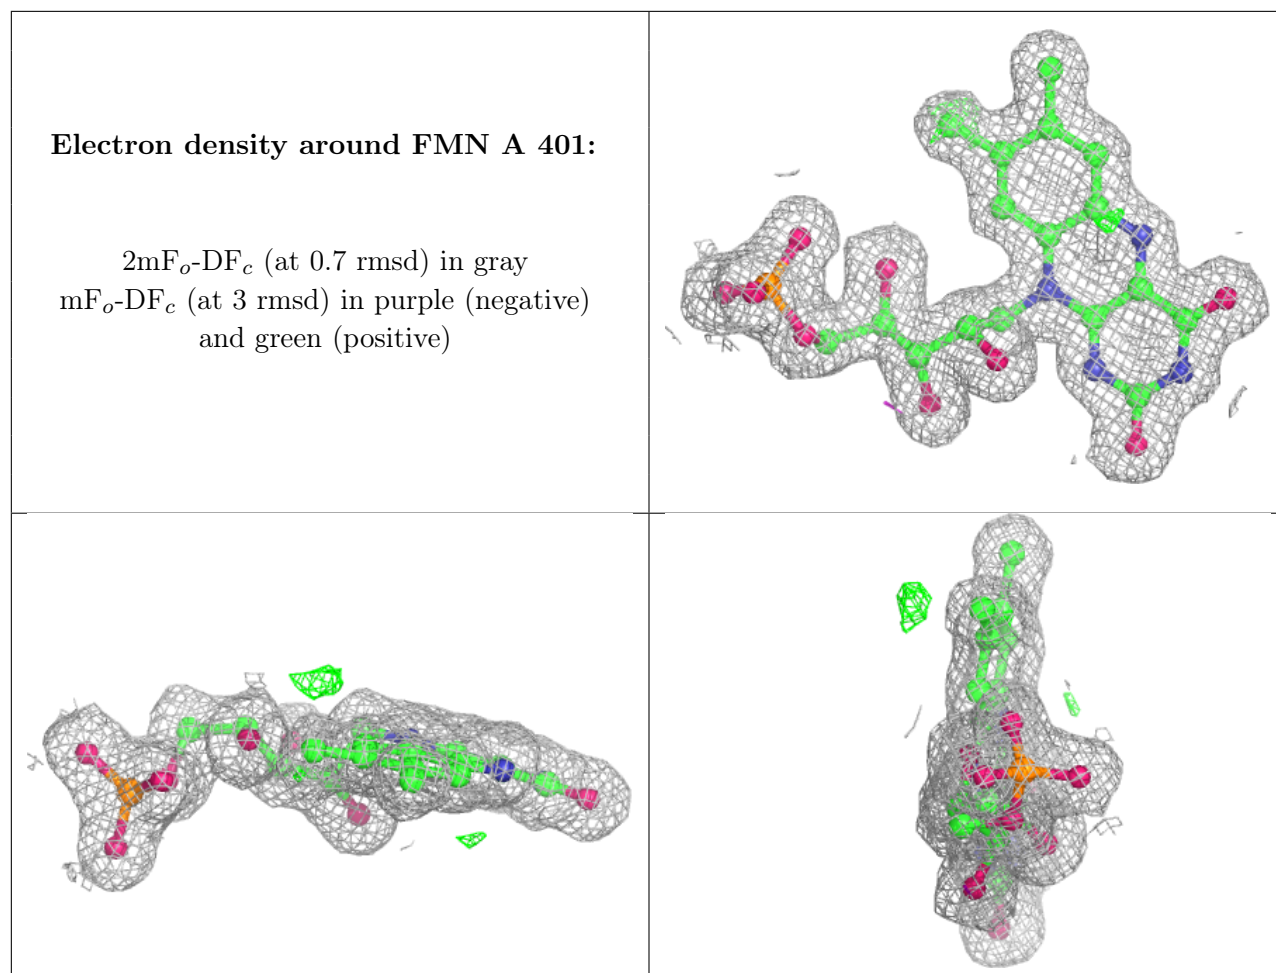 Electron density around FMN A 401:
2mFo-DFc (at 0.7 rmsd) in gray
mFo-DFc (at 3 rmsd) in purple (negative)
and green (positive)